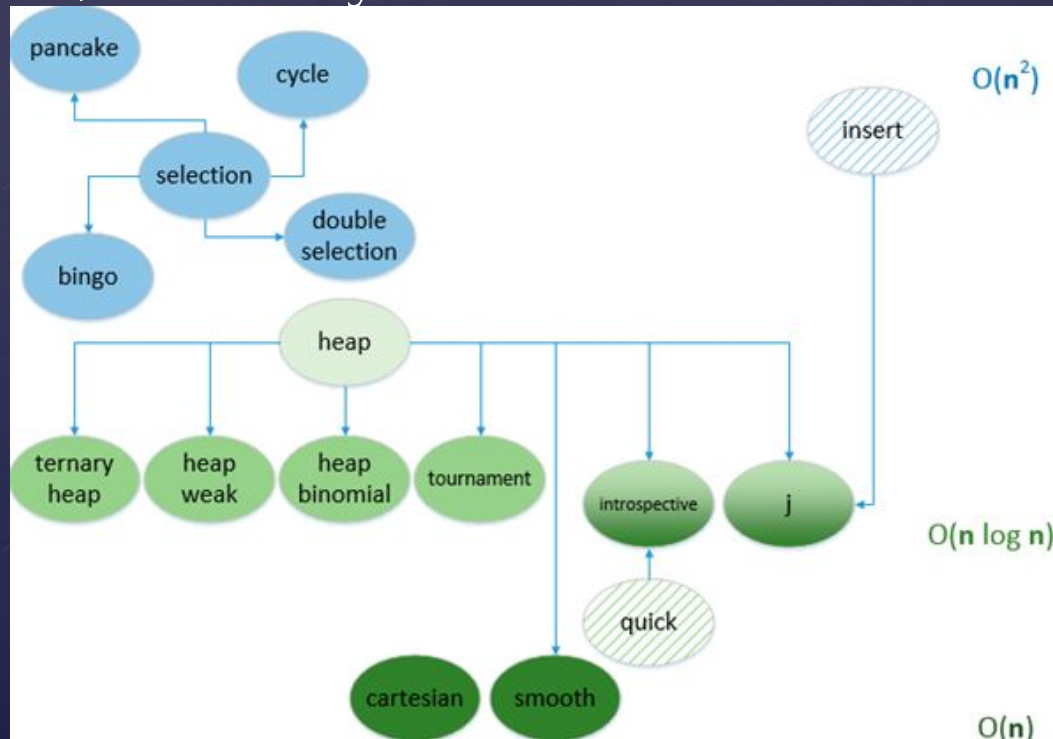 pancake
cycle
O(n²)
insert
selection
double
selection
bingo
heap
ternary
heap
heap
weak
heap
binomial
tournament
introspective
j
O(n log n)
quick
cartesian
smooth
O(n)